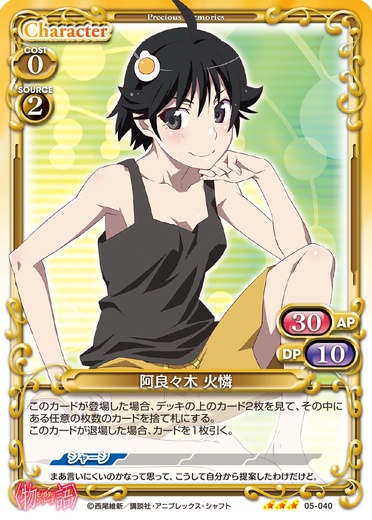 Precious Memories
Character
COST
0
SOURCE
2
30 AP
DP 10
阿良々木 火憐
このカードが登場した場合、デッキの上のカード2枚を見て、その中に
ある任意の枚数のカードを捨て札にする。
このカードが退場した場合、カードを1枚引く。
ジャージ
まあ言いにくいのかなって思って、こうして自分から提案したわけだけど。
物語
©西尾維新/講談社・アニプレックス・シャフト
05-040